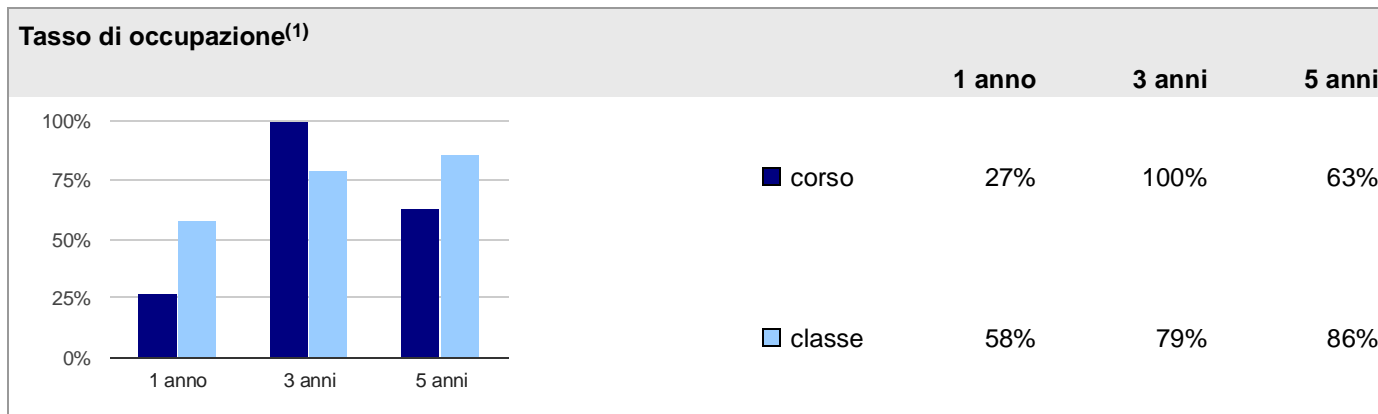 Tasso di occupazione(1)
1 anno 3 anni 5 anni
100%
75%
50%
25%
0%
1 anno 3 anni 5 anni
corso 27% 100% 63%
classe 58% 79% 86%